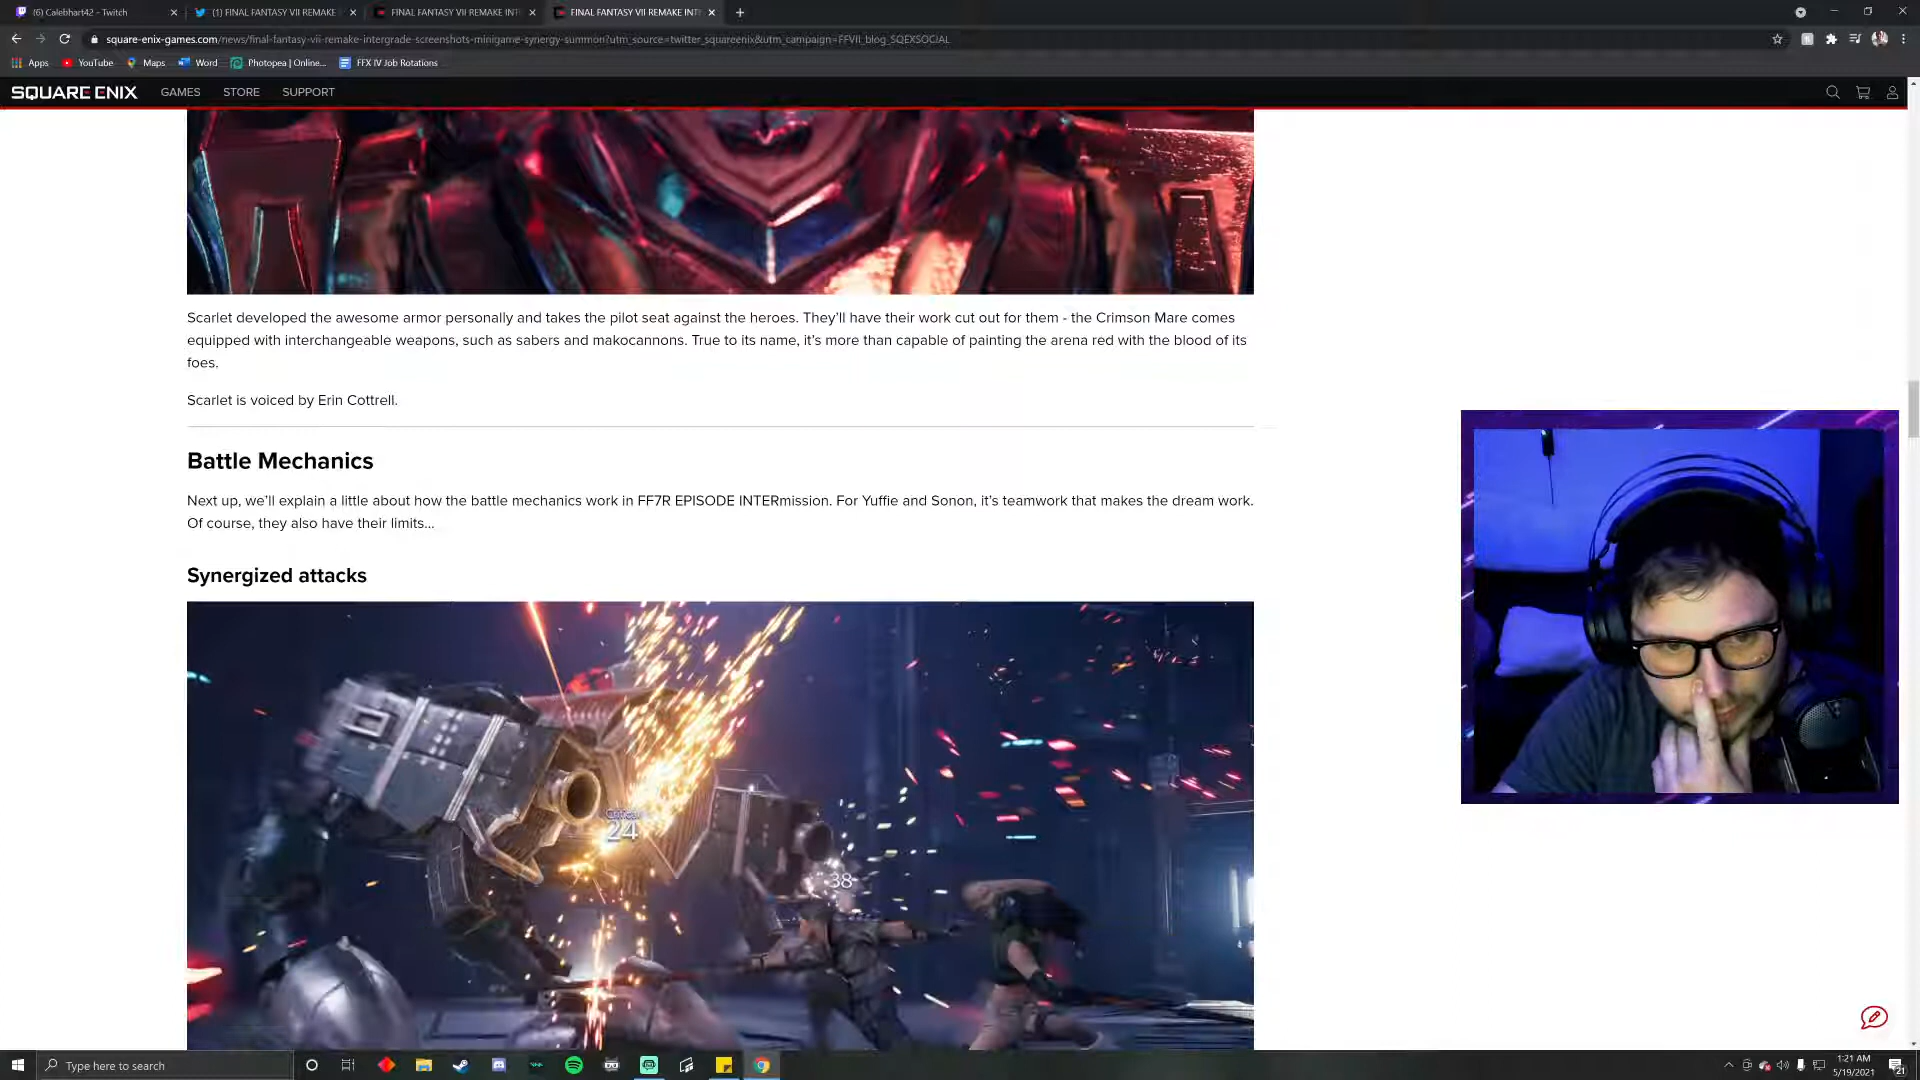 (6) Calebhart42 - Twitch
(1) FINAL FANTASY VII REMAKE
FINAL FANTASY VII REMAKE INT
FINAL FANTASY VII REMAKE INT
square-enix-games.com/news/final-fantasy-vii-remake-intergrade-screenshots-minigame-synergy-summon?utm_source=twitter_squareenix&utm_campaign=FFVII_blog_SQEXSOCIAL
Apps YouTube Maps Word Photopea | Online... FFX IV Job Rotations
SQUARE ENIX GAMES STORE SUPPORT
Scarlet developed the awesome armor personally and takes the pilot seat against the heroes. They’ll have their work cut out for them - the Crimson Mare comes
equipped with interchangeable weapons, such as sabers and makocannons. True to its name, it’s more than capable of painting the arena red with the blood of its
foes.
Scarlet is voiced by Erin Cottrell.
Battle Mechanics
Next up, we’ll explain a little about how the battle mechanics work in FF7R EPISODE INTERmission. For Yuffie and Sonon, it’s teamwork that makes the dream work.
Of course, they also have their limits...
Synergized attacks
24
38
Type here to search
1:21 AM
5/19/2021
21